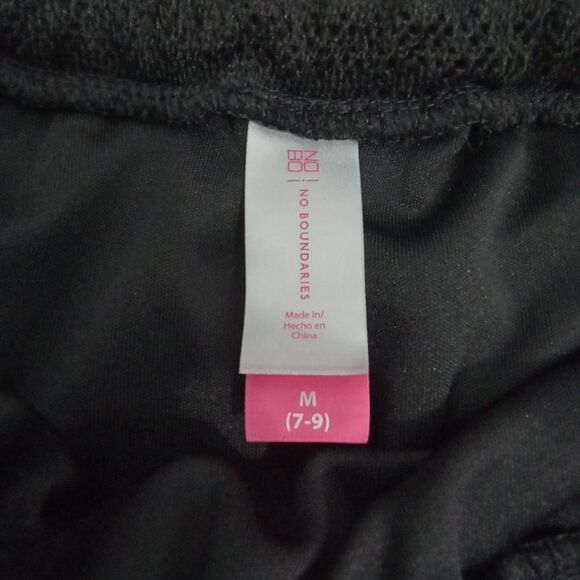 NO
BO
NO BOUNDARIES
Made in/
Hecho en
China
M
(7-9)